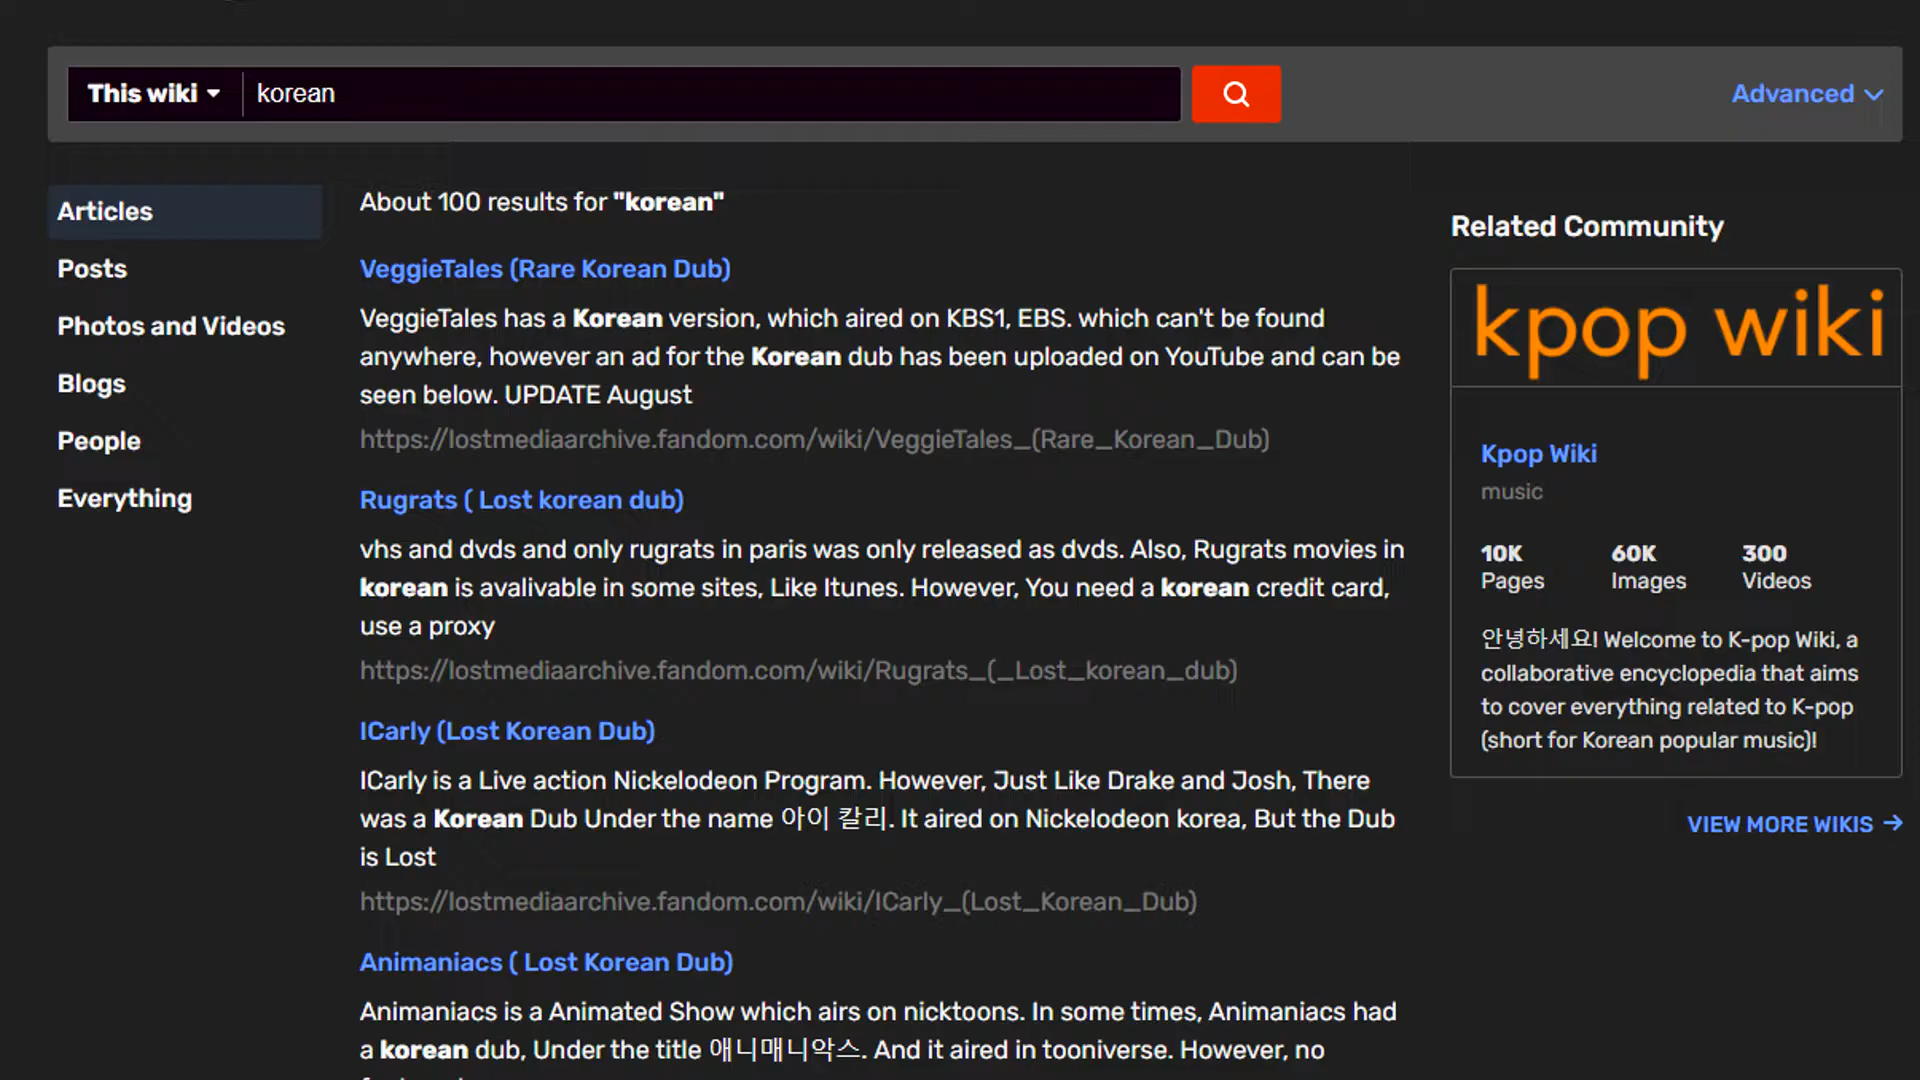 This wiki
korean
Advanced
Articles
Posts
Photos and Videos
Blogs
People
Everything
About 100 results for "korean"
VeggieTales (Rare Korean Dub)
VeggieTales has a Korean version, which aired on KBS1, EBS. which can't be found
anywhere, however an ad for the Korean dub has been uploaded on YouTube and can be
seen below. UPDATE August
https://lostmediaarchive.fandom.com/wiki/VeggieTales_(Rare_Korean_Dub)
Rugrats ( Lost korean dub)
vhs and dvds and only rugrats in paris was only released as dvds. Also, Rugrats movies in
korean is avalivable in some sites, Like Itunes. However, You need a korean credit card,
use a proxy
https://lostmediaarchive.fandom.com/wiki/Rugrats_(_Lost_korean_dub)
ICarly (Lost Korean Dub)
ICarly is a Live action Nickelodeon Program. However, Just Like Drake and Josh, There
was a Korean Dub Under the name 아이 칼리. It aired on Nickelodeon korea, But the Dub
is Lost
https://lostmediaarchive.fandom.com/wiki/ICarly_(Lost_Korean_Dub)
Animaniacs ( Lost Korean Dub)
Animaniacs is a Animated Show which airs on nicktoons. In some times, Animaniacs had
a korean dub, Under the title 애니매니악스. And it aired in tooniverse. However, no
Related Community
kpop wiki
Kpop Wiki
music
10K 60K 300
Pages Images Videos
안녕하세요! Welcome to K-pop Wiki, a
collaborative encyclopedia that aims
to cover everything related to K-pop
(short for Korean popular music)!
VIEW MORE WIKIS